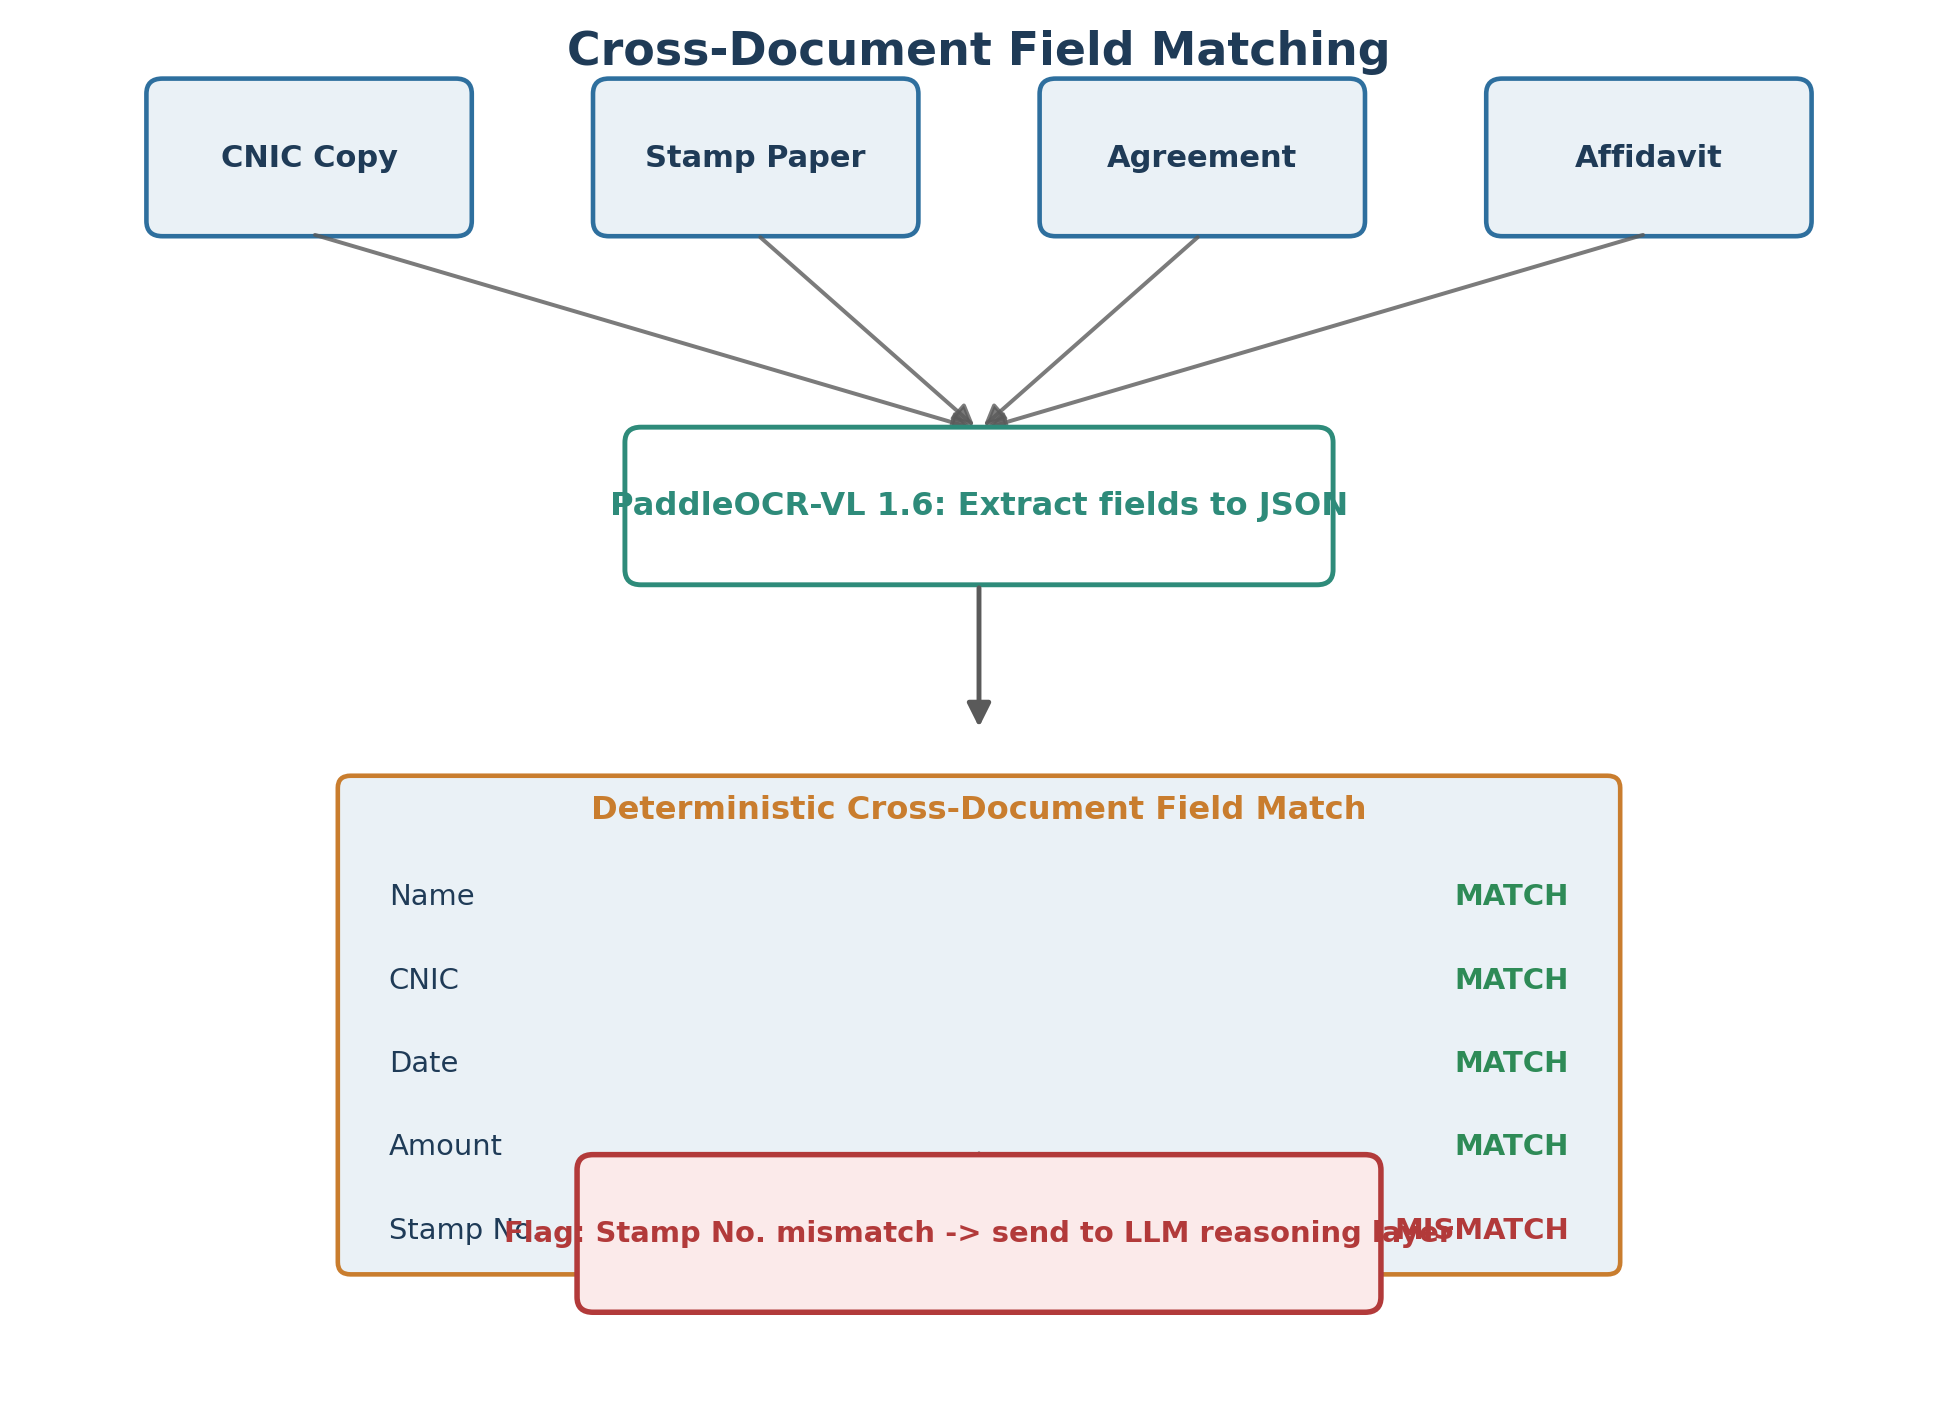 Cross-Document Field Matching
CNIC Copy
Stamp Paper
Agreement
Affidavit
PaddleOCR-VL 1.6: Extract fields to JSON
Deterministic Cross-Document Field Match
Name MATCH
CNIC MATCH
Date MATCH
Amount MATCH
Stamp No MISMATCH
Flag: Stamp No. mismatch -> send to LLM reasoning layer